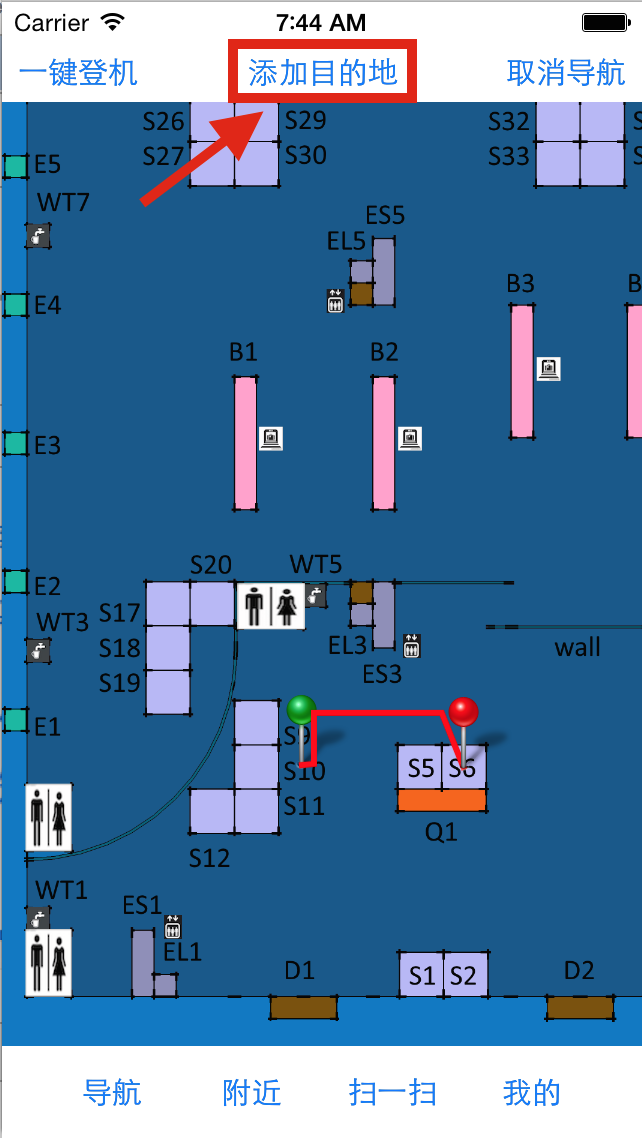 Carrier 7:44 AM
一键登机 添加目的地 取消导航
S26 S29 S32 S
S27 S30 S33 S
E5
WT7
ES5
EL5
B3 B
E4
B1 B2
E3
S20 WT5
E2
S17
WT3
EL3
S18 wall
ES3
S19
E1
S9
S10 S5 S6
S11
Q1
S12
WT1
ES1
EL1
D1 S1 S2 D2
导航 附近 扫一扫 我的